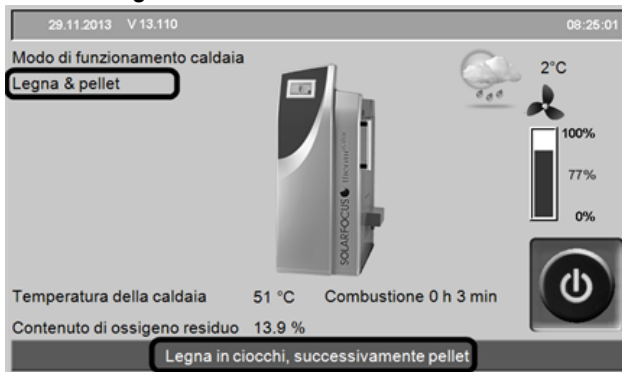 29.11.2013 V 13.110 08:25:01
Modo di funzionamento caldaia
Legna & pellet
2°C
100%
77%
0%
SOLARFOCUS
Temperatura della caldaia 51 °C Combustione 0 h 3 min
Contenuto di ossigeno residuo 13.9 %
Legna in ciocchi, successivamente pellet